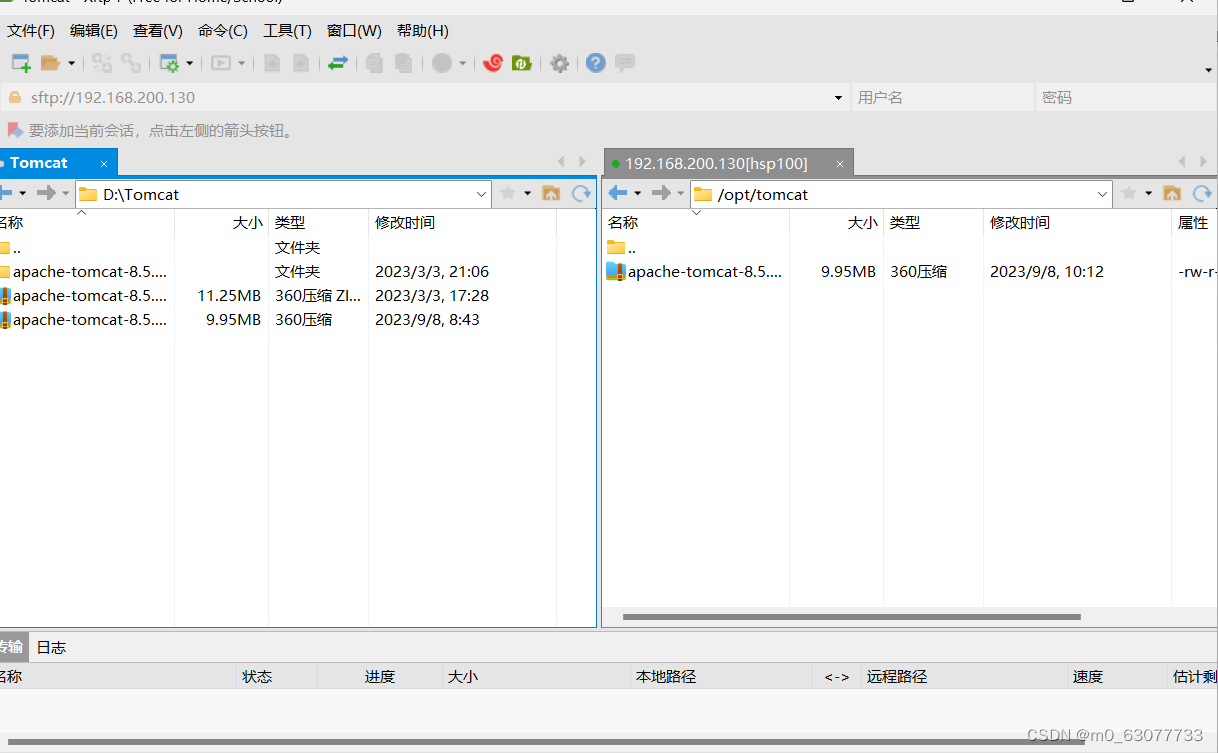 文件(F) 编辑(E) 查看(V) 命令(C) 工具(T) 窗口(W) 帮助(H)
sftp://192.168.200.130 用户名 密码
要添加当前会话，点击左侧的箭头按钮。
Tomcat × 192.168.200.130[hsp100] ×
D:\Tomcat /opt/tomcat
名称 大小 类型 修改时间 名称 大小 类型 修改时间 属性
.. 文件夹 ..
apache-tomcat-8.5.... 文件夹 2023/3/3, 21:06 apache-tomcat-8.5.... 9.95MB 360压缩 2023/9/8, 10:12 -rw-r-
apache-tomcat-8.5.... 11.25MB 360压缩 ZI... 2023/3/3, 17:28
apache-tomcat-8.5.... 9.95MB 360压缩 2023/9/8, 8:43
传输 日志
名称 状态 进度 大小 本地路径 <-> 远程路径 速度 估计剩
CSDN @m0_63077733